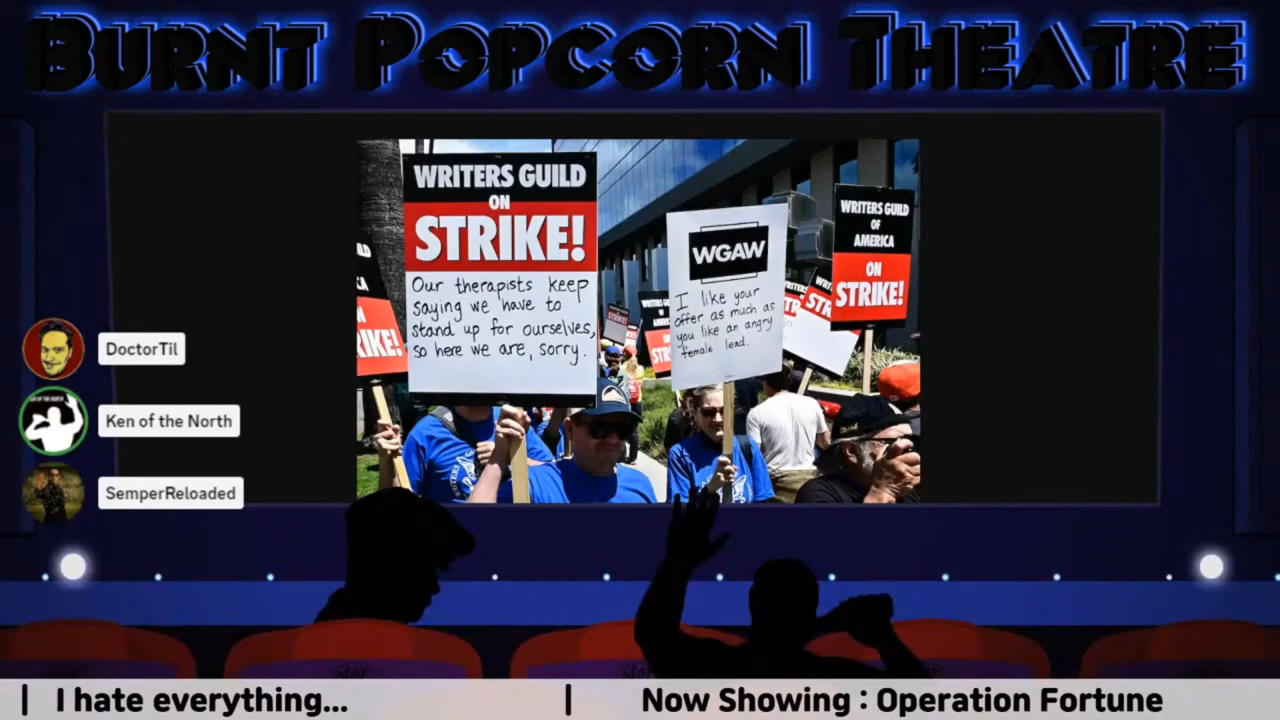 BURNT POPCORN THEATRE
WRITERS GUILD
ON
STRIKE!
Our therapists keep
saying we have to
stand up for ourselves,
so here we are, sorry.
WGAW
I like your
offer as much as
you like an angry
female lead.
WRITERS GUILD
OF
AMERICA
ON
STRIKE!
DoctorTil
Ken of the North
SemperReloaded
| I hate everything... | Now Showing : Operation Fortune